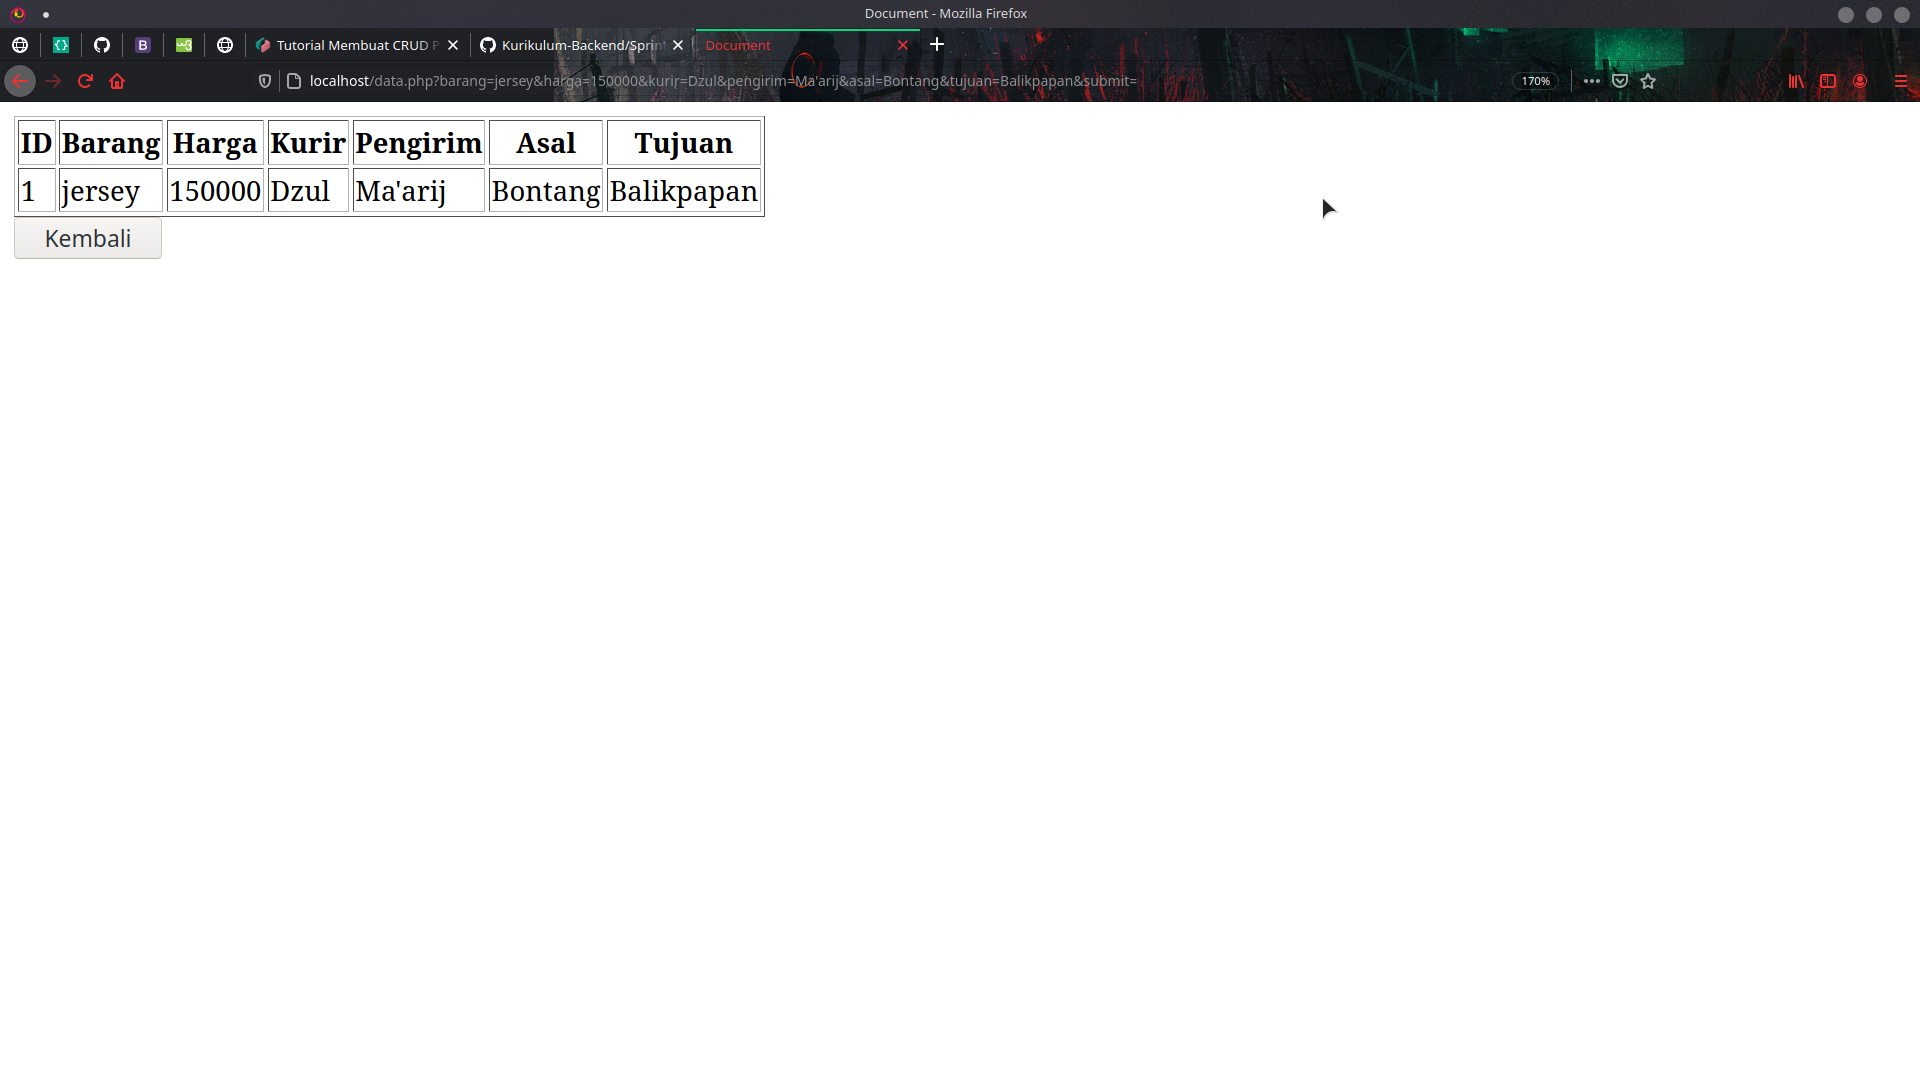 Document - Mozilla Firefox
Tutorial Membuat CRUD P
Kurikulum-Backend/Sprin
Document
localhost/data.php?barang=jersey&harga=150000&kurir=Dzul&pengirim=Ma'arij&asal=Bontang&tujuan=Balikpapan&submit=
170%
ID Barang Harga Kurir Pengirim Asal Tujuan
1 jersey 150000 Dzul Ma'arij Bontang Balikpapan
Kembali